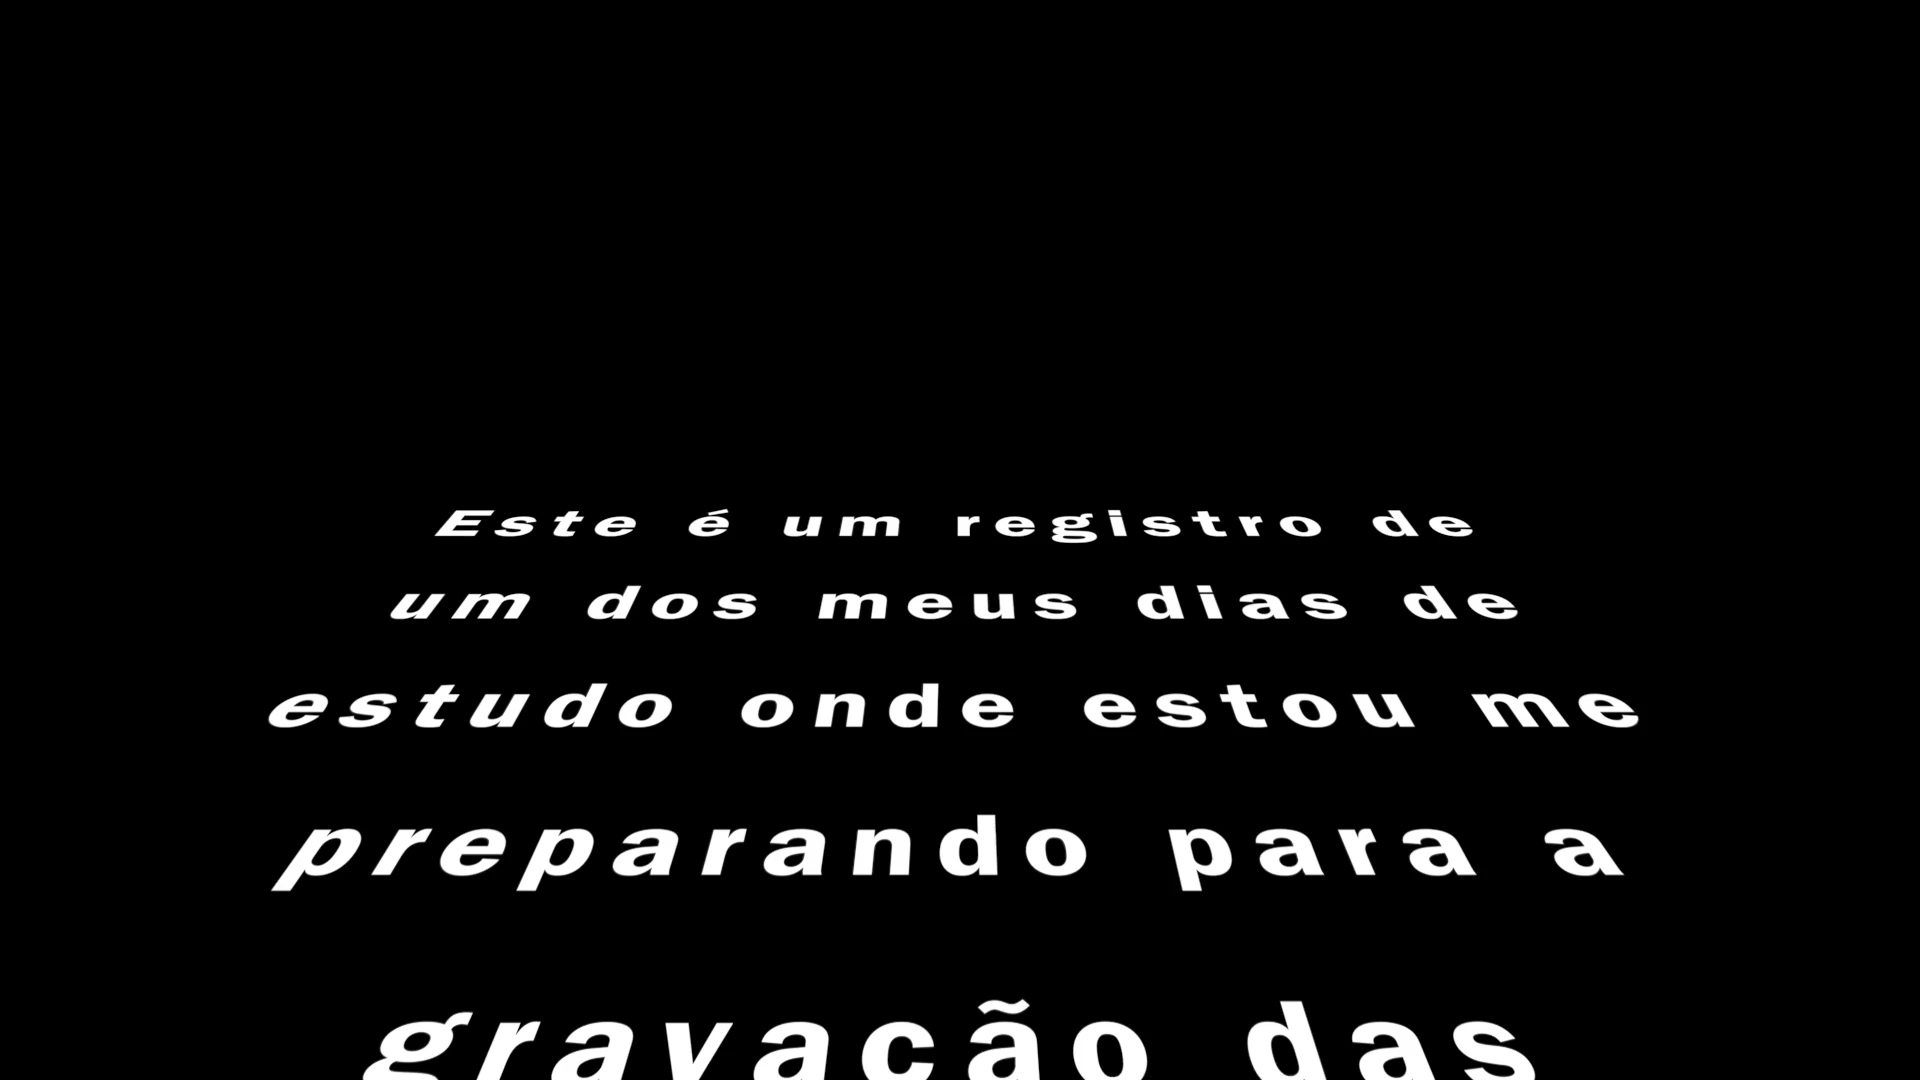 Este é um registro de
um dos meus dias de
estudo onde estou me
preparando para a
gravação das